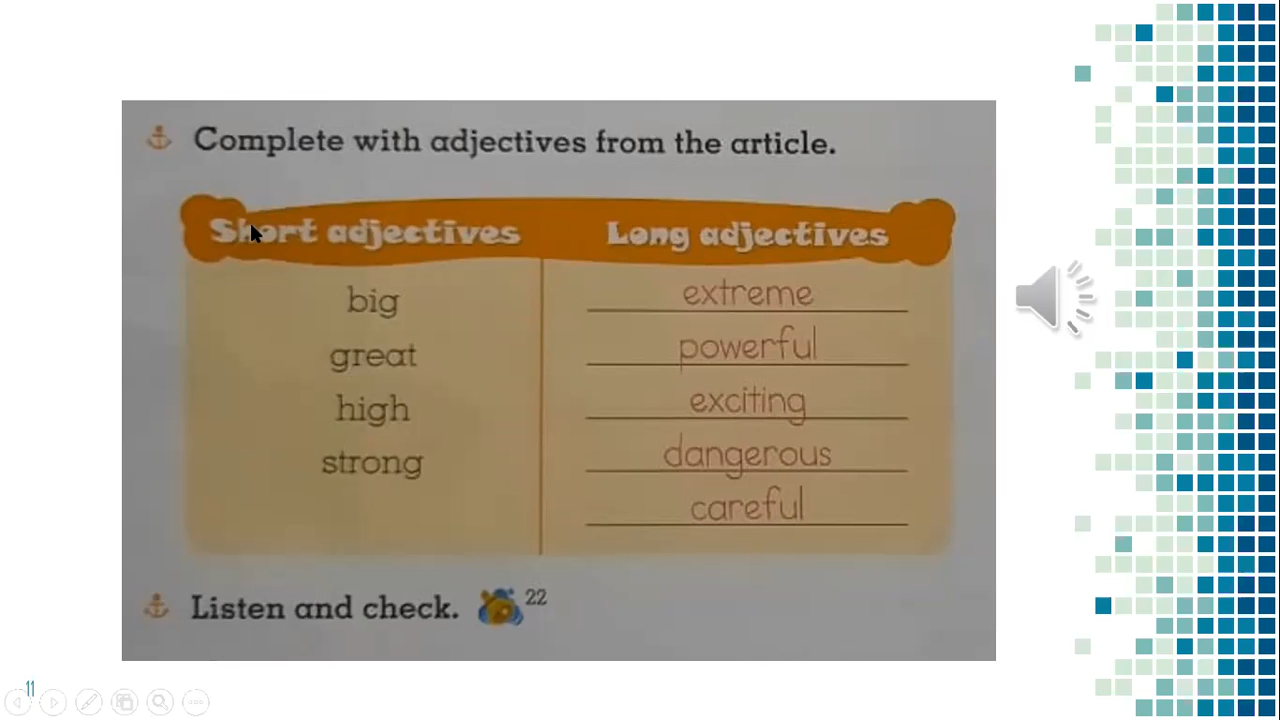 Complete with adjectives from the article.
Short adjectives Long adjectives
big extreme
great powerful
high exciting
strong dangerous
careful
Listen and check. 22
11